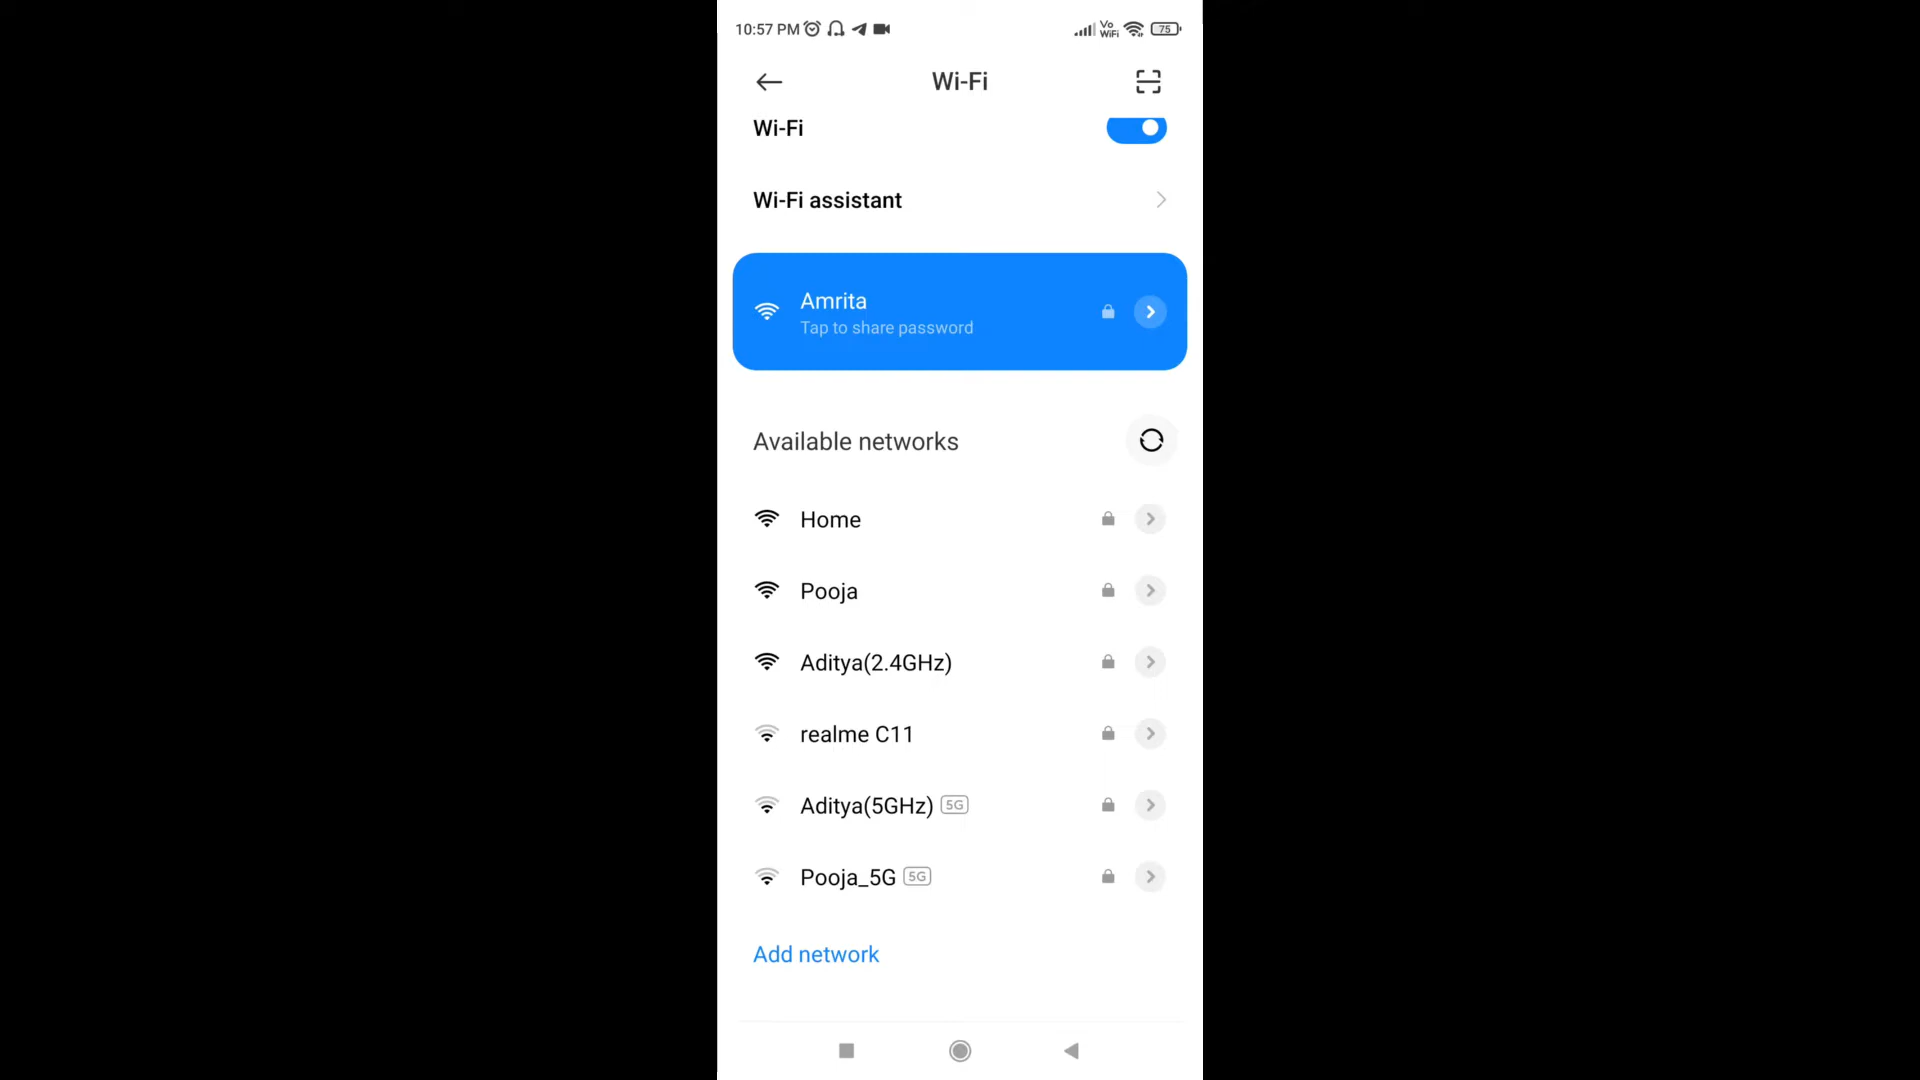 10:57 PM
Vo
WiFi
75
Wi-Fi
Wi-Fi
Wi-Fi assistant
Amrita
Tap to share password
Available networks
Home
Pooja
Aditya(2.4GHz)
realme C11
Aditya(5GHz) 5G
Pooja_5G 5G
Add network